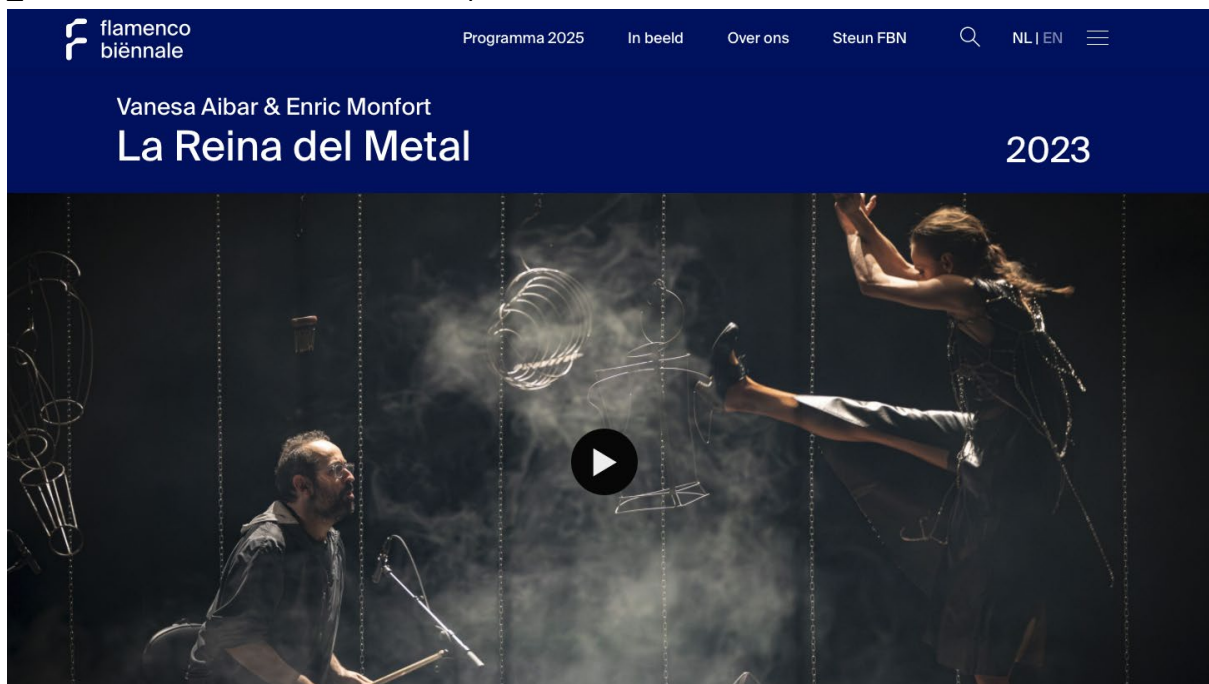 flamenco
biënnale
Programma 2025
In beeld
Over ons
Steun FBN
NL | EN
Vanesa Aibar & Enric Monfort
La Reina del Metal
2023